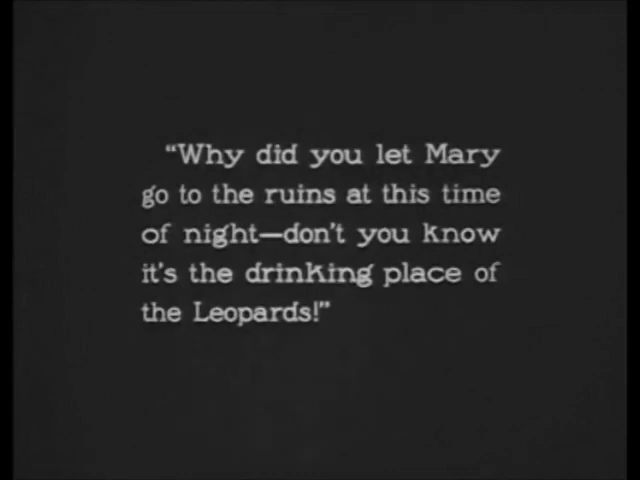 “Why did you let Mary
go to the ruins at this time
of night—don't you know
it's the drinking place of
the Leopards!”